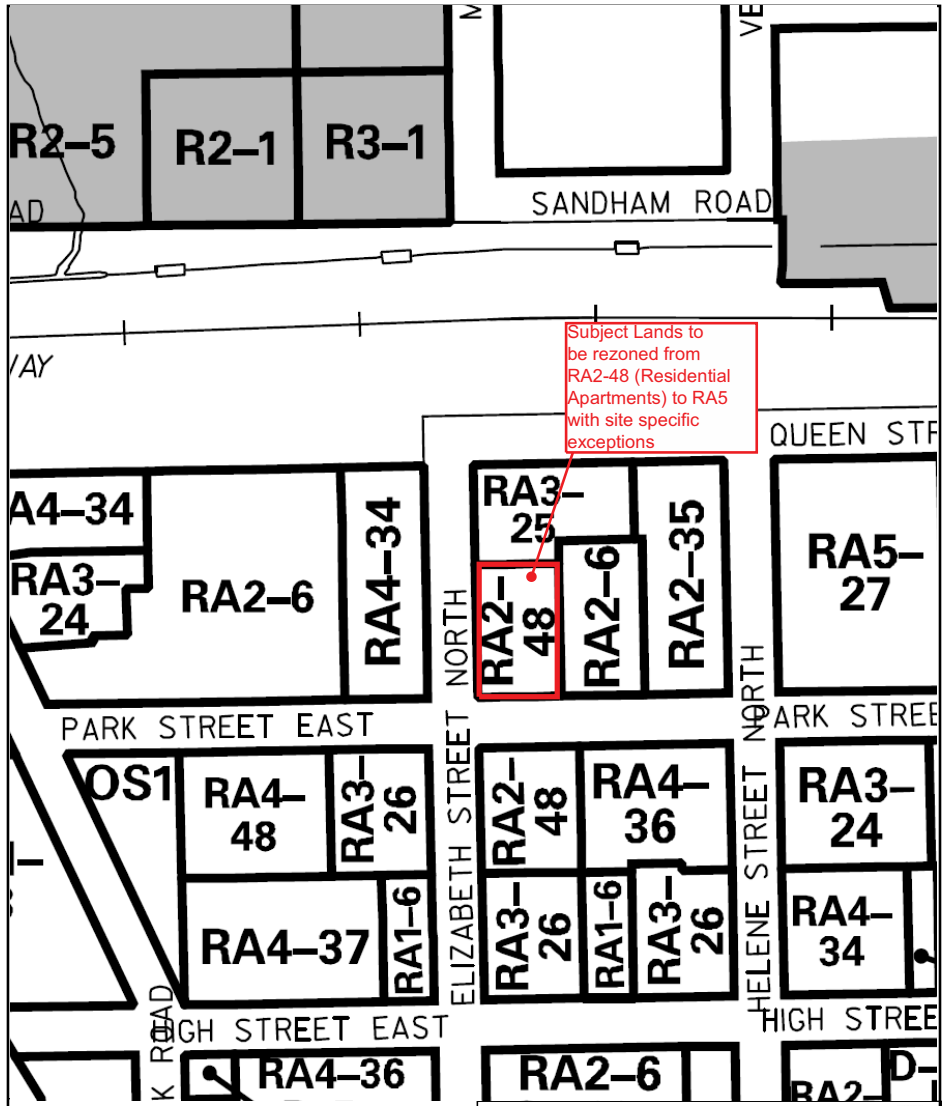 R2–5
R2–1
R3–1
SANDHAM ROAD
Subject Lands to
be rezoned from
RA2-48 (Residential
Apartments) to RA5
with site specific
exceptions
QUEEN STR
A4–34
RA3–
24
RA2–6
RA4–34
RA3–
25
RA2–
48
RA2–6
RA2–35
RA5–
27
PARK STREET EAST
ELIZABETH STREET NORTH
HELENE STREET NORTH
PARK STREE
OS1
RA4–
48
RA3–
26
RA2–
48
RA4–
36
RA3–
24
RA4–37
RA1–6
RA3–
26
RA1–6
RA3–
26
RA4–
34
HIGH STREET EAST
HIGH STREE
K ROAD
RA4–36
RA2–6
RA2–
D–